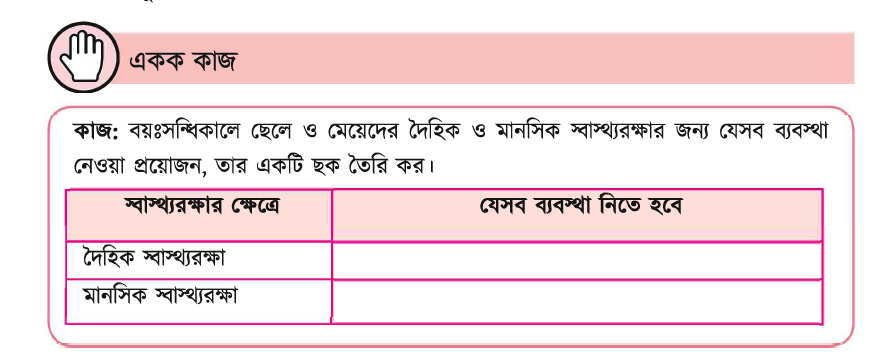 একক কাজ
কাজ: বয়ঃসন্ধিকালে ছেলে ও মেয়েদের দৈহিক ও মানসিক স্বাস্থ্যরক্ষার জন্য যেসব ব্যবস্থা
নেওয়া প্রয়োজন, তার একটি ছক তৈরি কর।
স্বাস্থ্যরক্ষার ক্ষেত্রে যেসব ব্যবস্থা নিতে হবে
দৈহিক স্বাস্থ্যরক্ষা
মানসিক স্বাস্থ্যরক্ষা